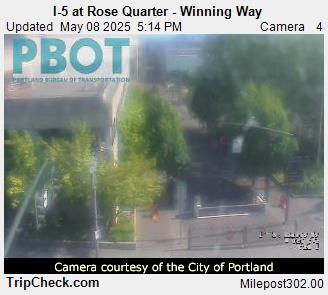 I-5 at Rose Quarter - Winning Way
Updated May 08 2025 5:14 PM Camera 4
PBOT
PORTLAND BUREAU OF TRANSPORTATION
Camera courtesy of the City of Portland
TripCheck.com Milepost302.00